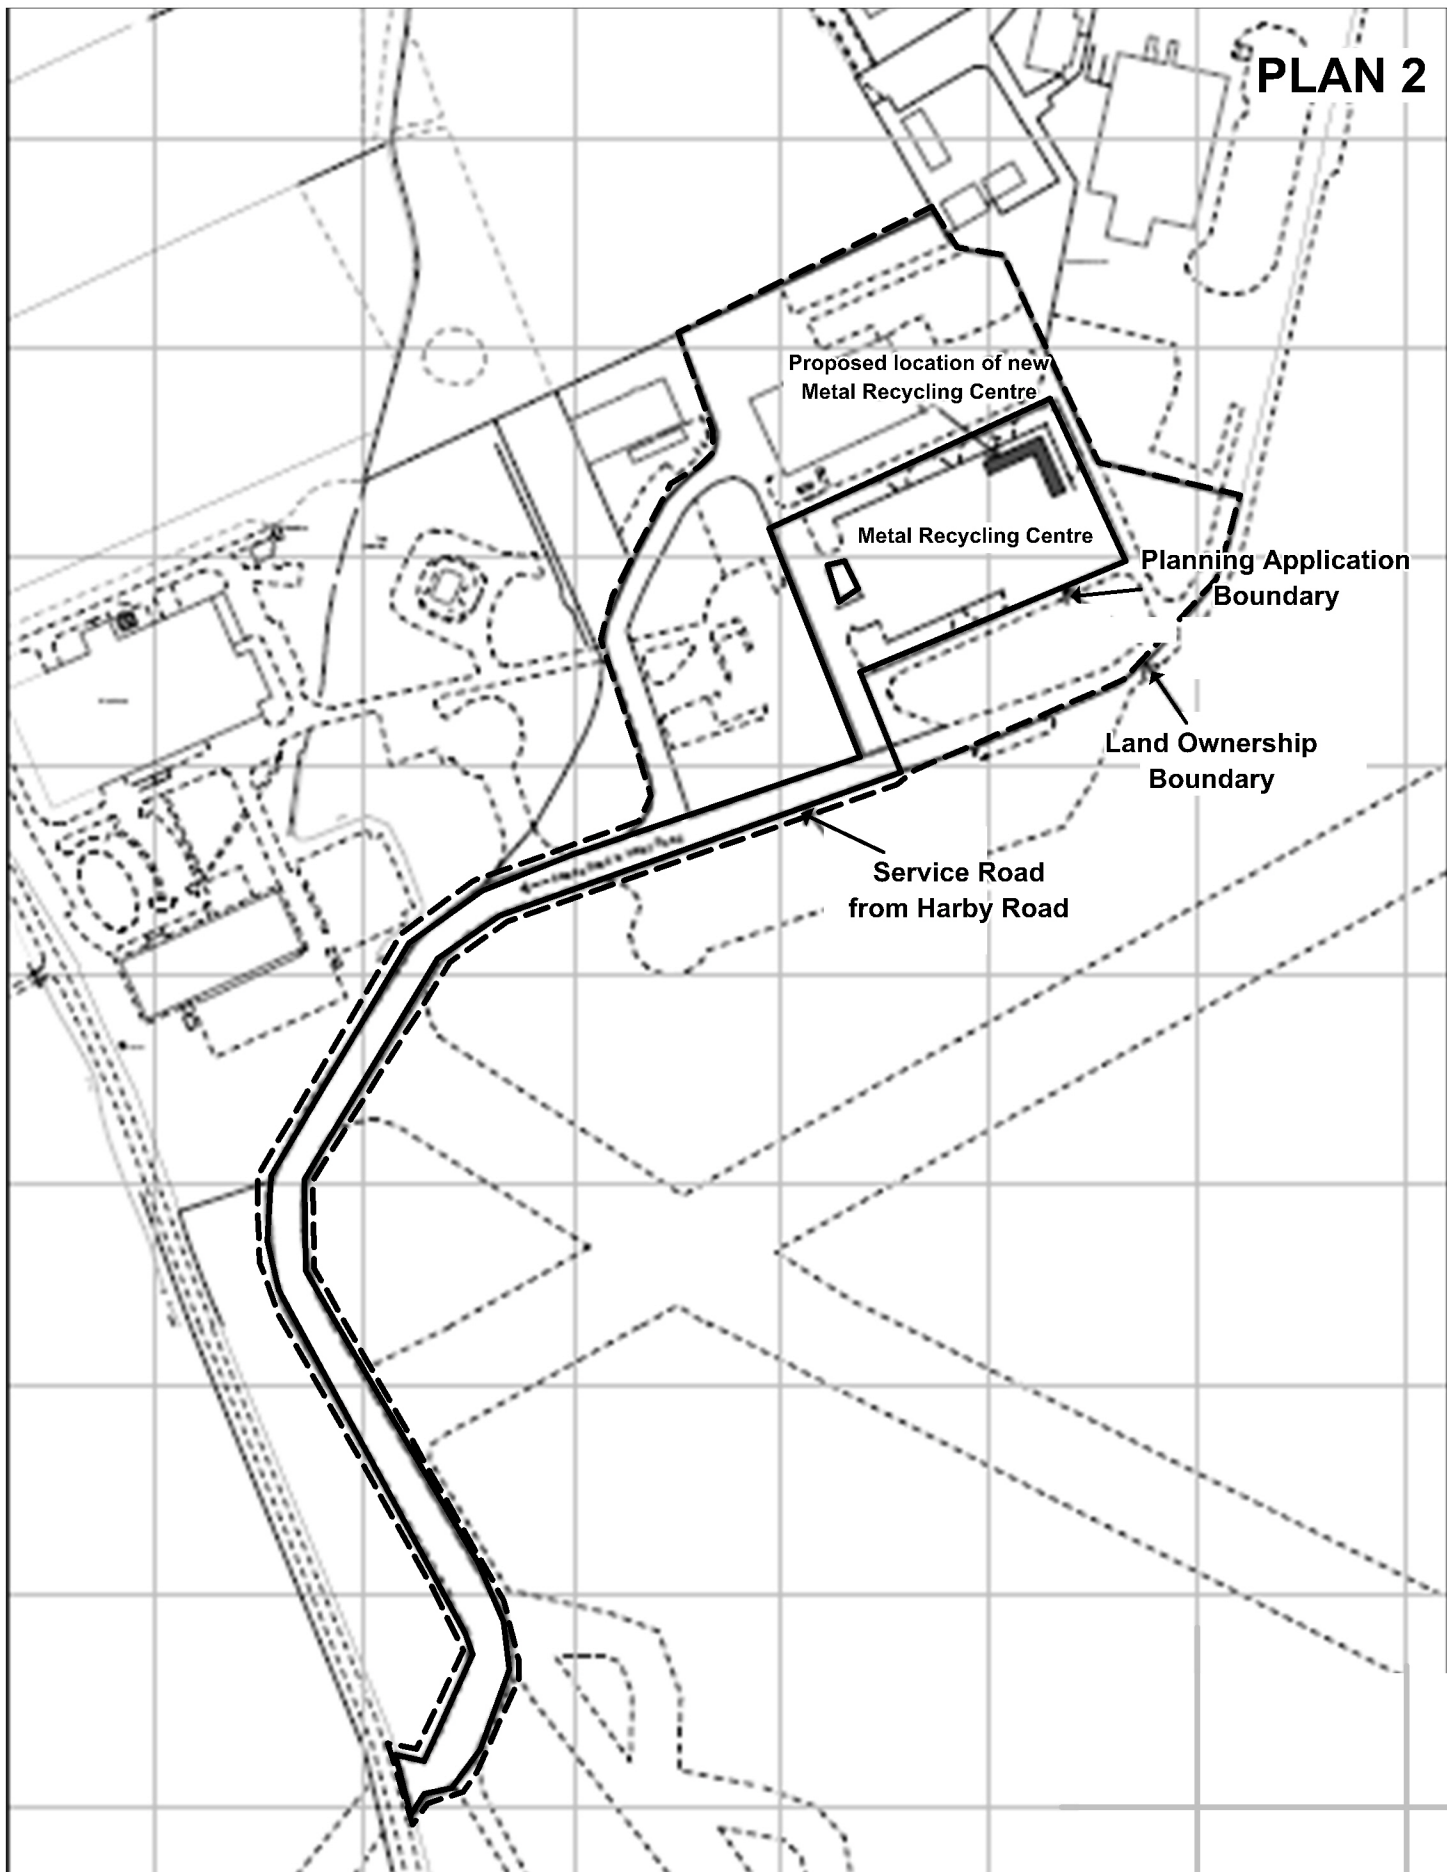 PLAN 2
Proposed location of new
Metal Recycling Centre
Metal Recycling Centre
Planning Application
Boundary
Land Ownership
Boundary
Service Road
from Harby Road